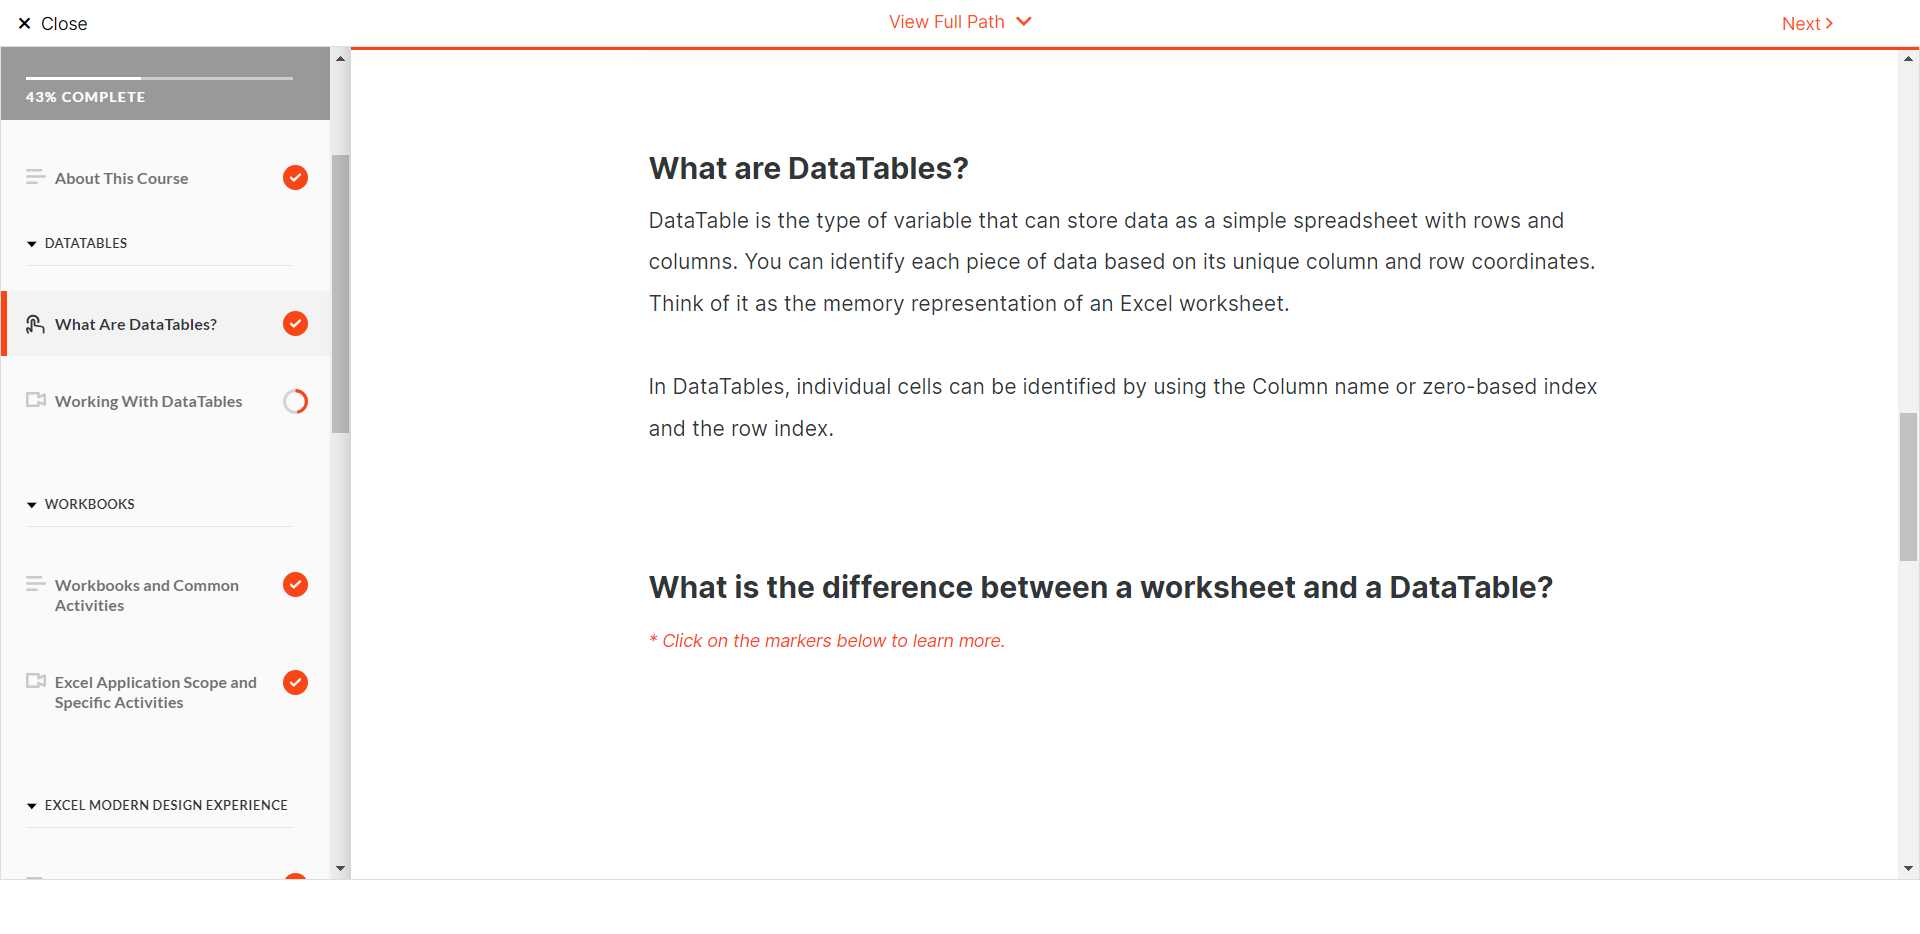 Close
View Full Path
Next
43% COMPLETE
About This Course
DATATABLES
What Are DataTables?
Working With DataTables
WORKBOOKS
Workbooks and Common
Activities
Excel Application Scope and
Specific Activities
EXCEL MODERN DESIGN EXPERIENCE
What are DataTables?
DataTable is the type of variable that can store data as a simple spreadsheet with rows and
columns. You can identify each piece of data based on its unique column and row coordinates.
Think of it as the memory representation of an Excel worksheet.
In DataTables, individual cells can be identified by using the Column name or zero-based index
and the row index.
What is the difference between a worksheet and a DataTable?
* Click on the markers below to learn more.